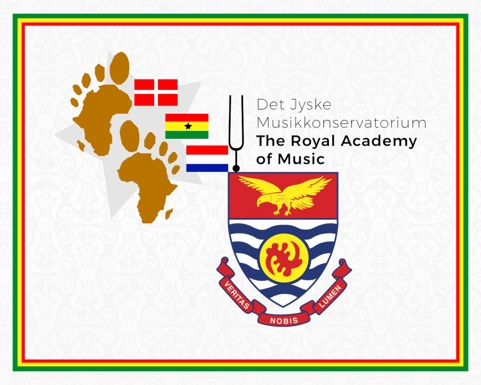 Det Jyske
Musikkonservatorium
The Royal Academy
of Music
VERITAS
NOBIS
LUMEN